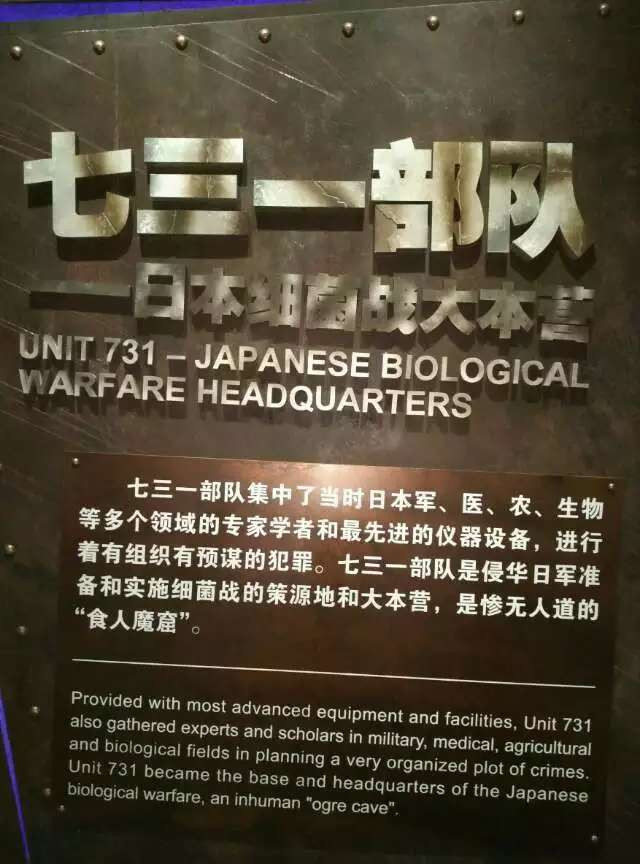 七三一部队
——日本细菌战大本营
UNIT 731 – JAPANESE BIOLOGICAL
WARFARE HEADQUARTERS
七三一部队集中了当时日本军、医、农、生物
等多个领域的专家学者和最先进的仪器设备，进行
着有组织有预谋的犯罪。七三一部队是侵华日军准
备和实施细菌战的策源地和大本营，是惨无人道的
“食人魔窟”。
Provided with most advanced equipment and facilities, Unit 731
also gathered experts and scholars in military, medical, agricultural
and biological fields in planning a very organized plot of crimes.
Unit 731 became the base and headquarters of the Japanese
biological warfare, an inhuman "ogre cave".